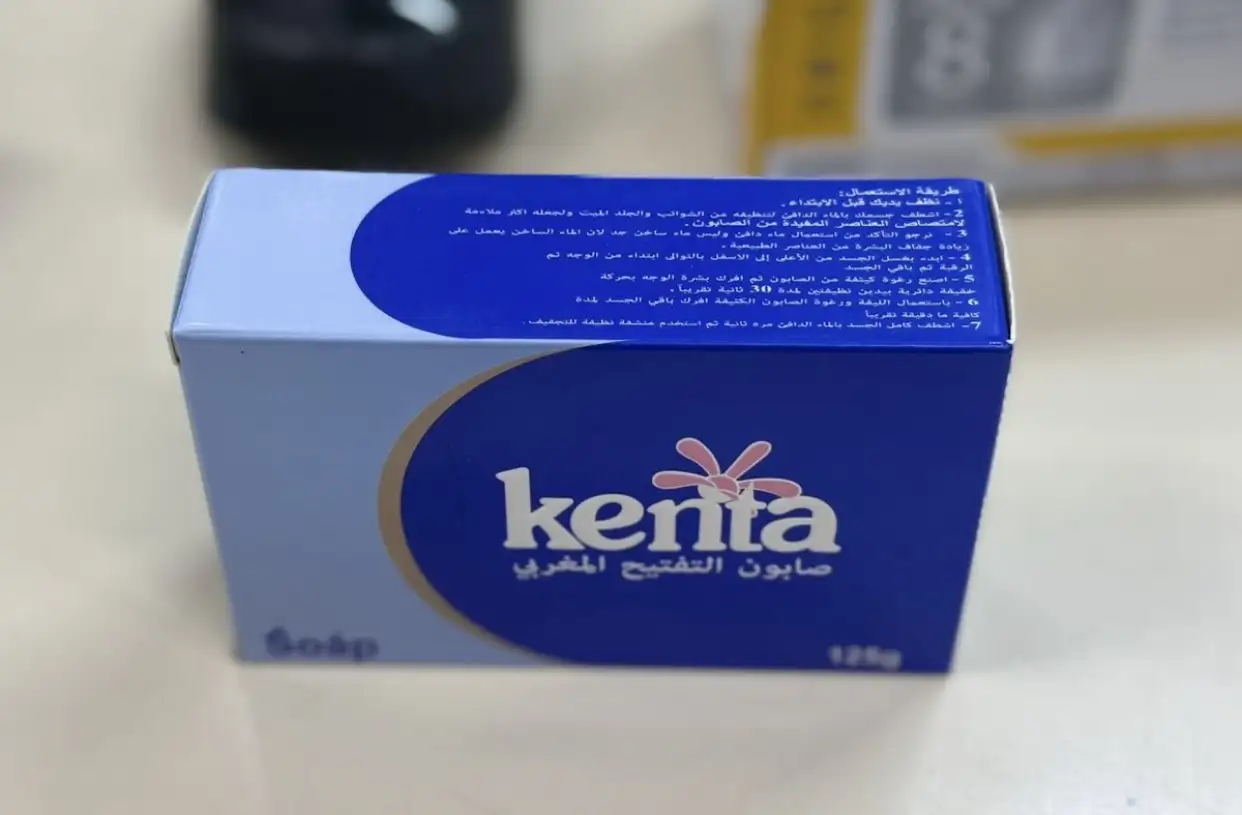 طريقة الاستعمال:
١ - نظف يديك قبل الابتداء .
2- اشطف جسمك بالماء الدافئ لتنظيفه من الشوائب والجلد الميت ولجعله اكثر ملاءمة
لامتصاص العناصر المفيدة من الصابون .
3 - نرجو التأكد من استعمال ماء دافئ وليس ماء ساخن جد لان الماء الساخن يعمل على
زيادة جفاف البشرة من العناصر الطبيعية .
4 - ابدء بغسل الجسد من الأعلى إلى الاسفل بالتوالى ابتداء من الوجه ثم
الرقبة ثم باقي الجسد
5 - اصنع رغوة كثيفة من الصابون ثم افرك بشرة الوجه بحركة
خفيفة دائرية بيدين نظيفتين لمدة 30 ثانية تقريباً .
6 - باستعمال الليفة ورغوة الصابون الكثيفة افرك باقي الجسد لمدة
كافية ما دقيقة تقريباً
7- اشطف كامل الجسد بالماء الدافئ مره ثانية ثم استخدم منشفة نظيفة للتجفيف .
kenta
صابون التفتيح المغربي
Soap
125g